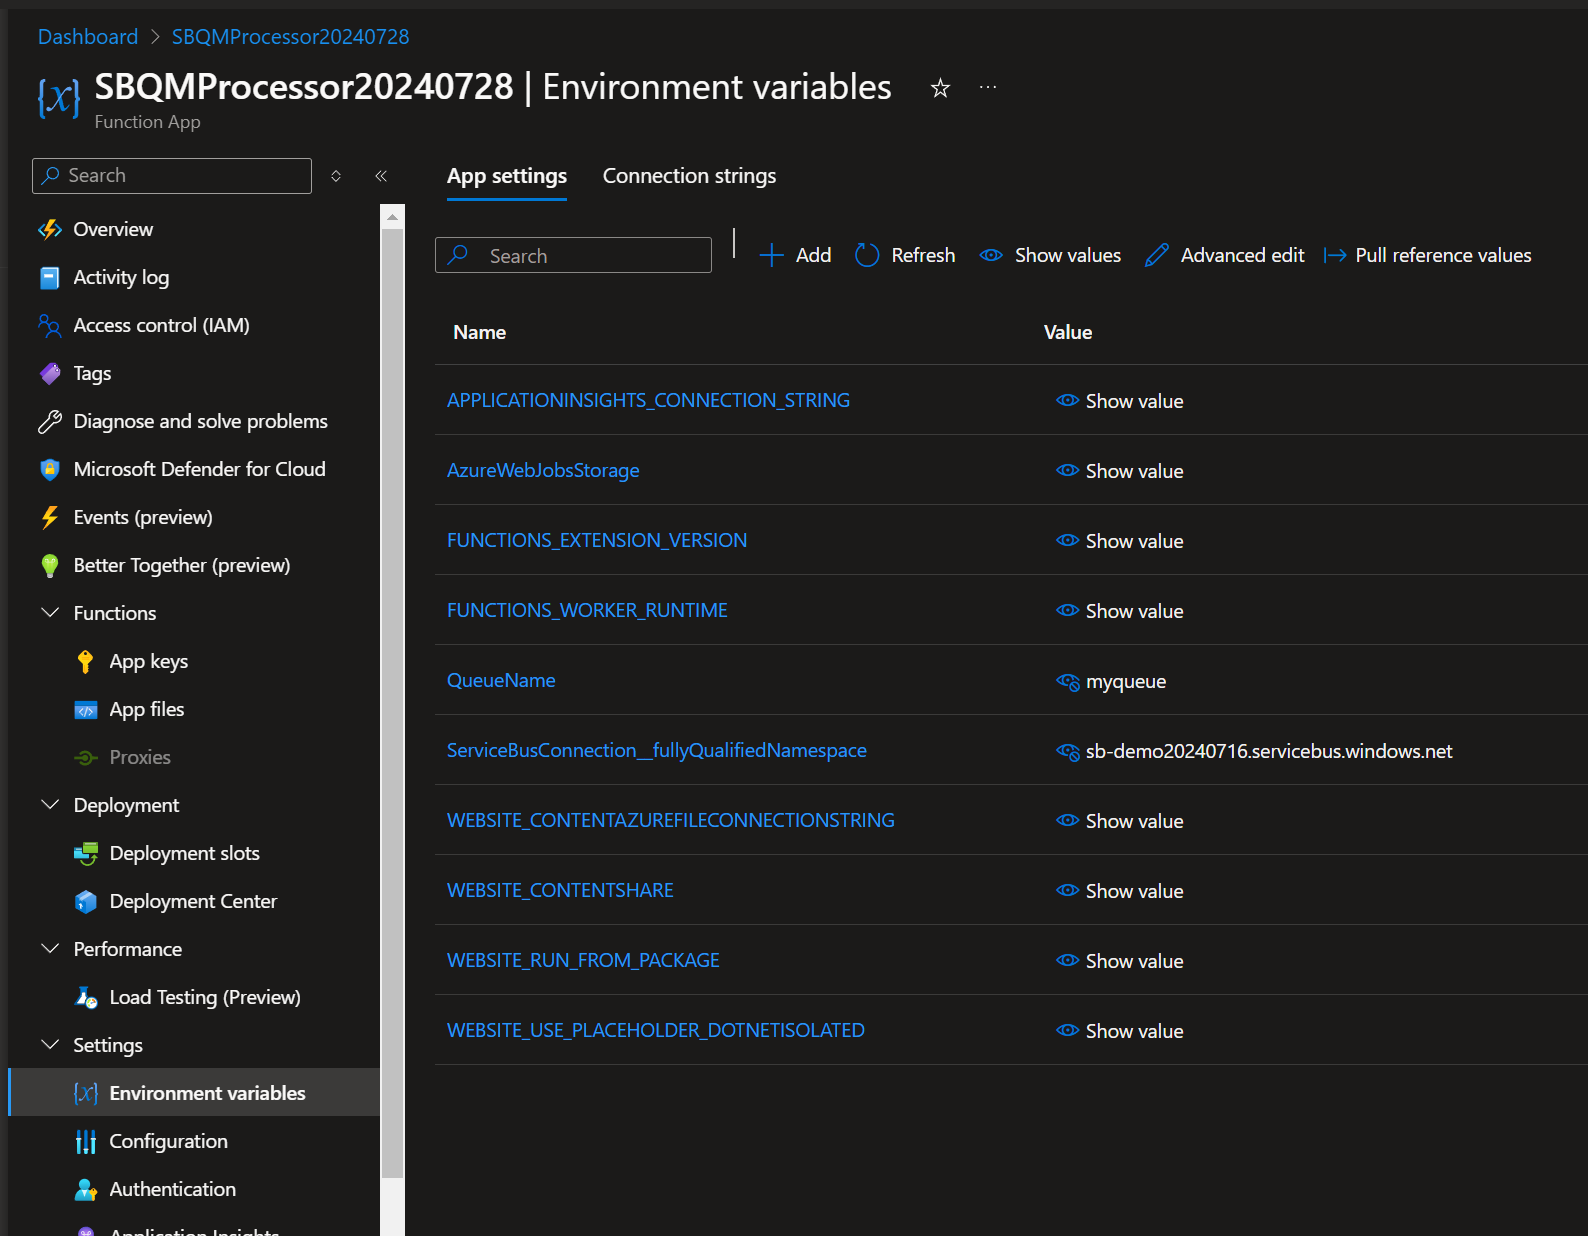 Dashboard > SBQMProcessor20240728
SBQMProcessor20240728 | Environment variables
Function App
Search
Overview
Activity log
Access control (IAM)
Tags
Diagnose and solve problems
Microsoft Defender for Cloud
Events (preview)
Better Together (preview)
Functions
App keys
App files
Proxies
Deployment
Deployment slots
Deployment Center
Performance
Load Testing (Preview)
Settings
Environment variables
Configuration
Authentication
Application Insights
App settings Connection strings
Search Add Refresh Show values Advanced edit Pull reference values
Name Value
APPLICATIONINSIGHTS_CONNECTION_STRING Show value
AzureWebJobsStorage Show value
FUNCTIONS_EXTENSION_VERSION Show value
FUNCTIONS_WORKER_RUNTIME Show value
QueueName myqueue
ServiceBusConnection__fullyQualifiedNamespace sb-demo20240716.servicebus.windows.net
WEBSITE_CONTENTAZUREFILECONNECTIONSTRING Show value
WEBSITE_CONTENTSHARE Show value
WEBSITE_RUN_FROM_PACKAGE Show value
WEBSITE_USE_PLACEHOLDER_DOTNETISOLATED Show value